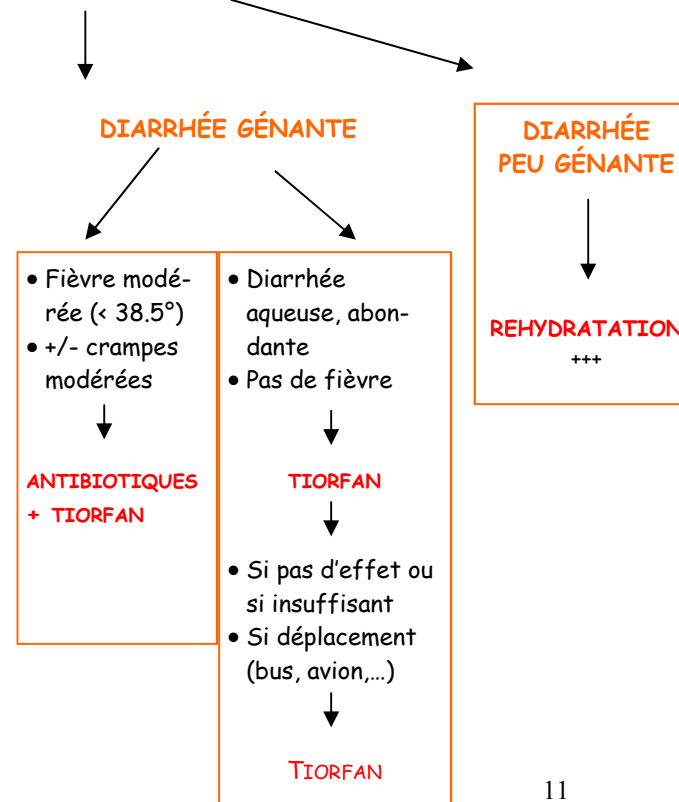 DIARRHÉE GÉNANTE
DIARRHÉE
PEU GÉNANTE
• Fièvre modé-
rée (< 38.5°)
• +/- crampes
modérées
ANTIBIOTIQUES
+ TIORFAN
• Diarrhée
aqueuse, abon-
dante
• Pas de fièvre
TIORFAN
• Si pas d’effet ou
si insuffisant
• Si déplacement
(bus, avion,…)
TIORFAN
REHYDRATATION
+++
11